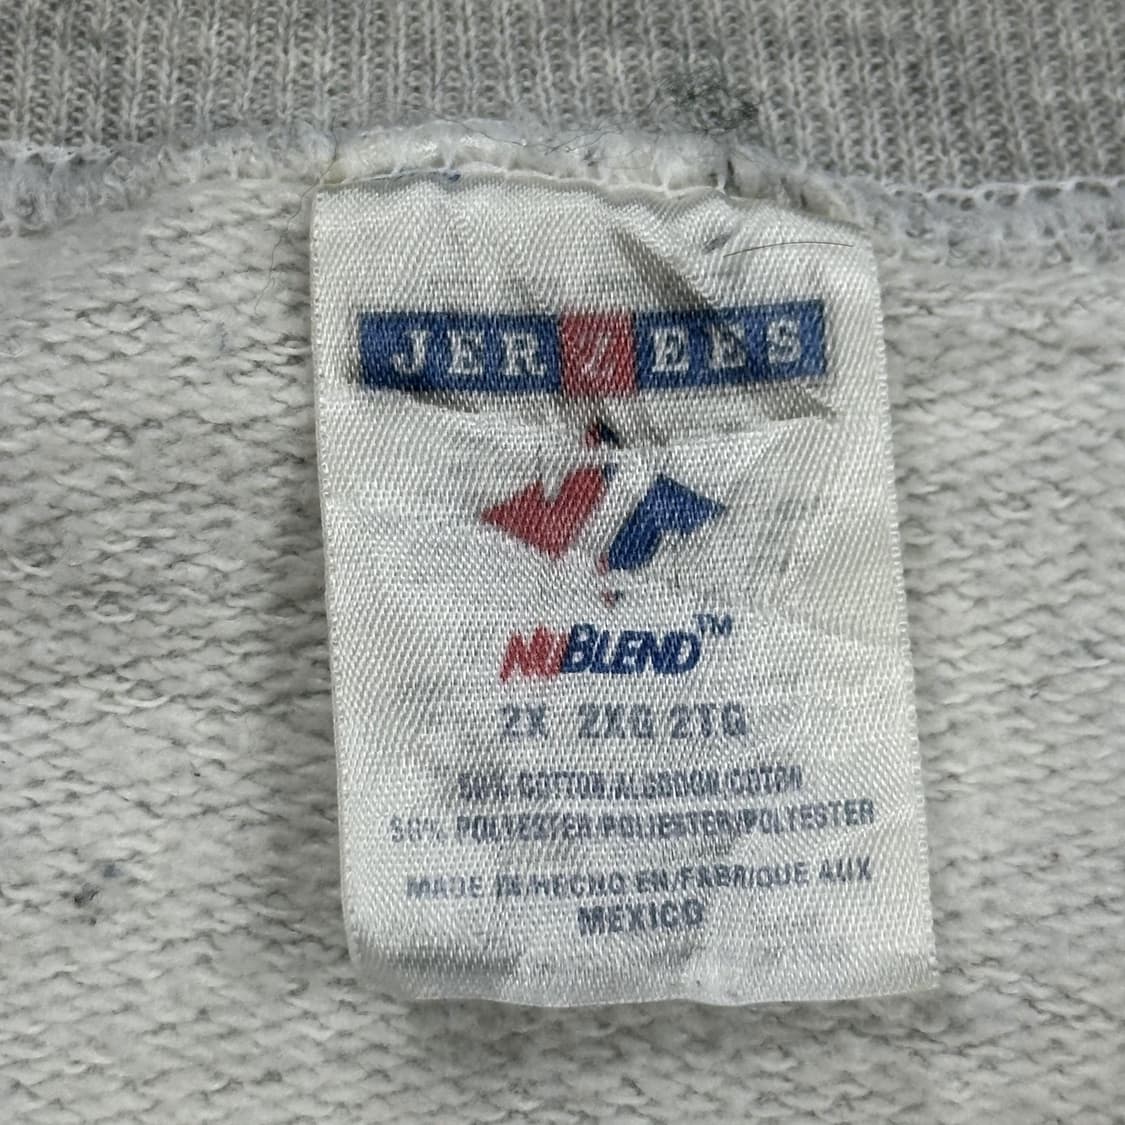 JERZEES
NUBLEND™
2X 2XG 2TG
50% COTTON/ALGODON/COTON
50% POLYESTER/POLIESTER/POLYESTER
MADE IN/HECHO EN/FABRIQUE AUX
MEXICO